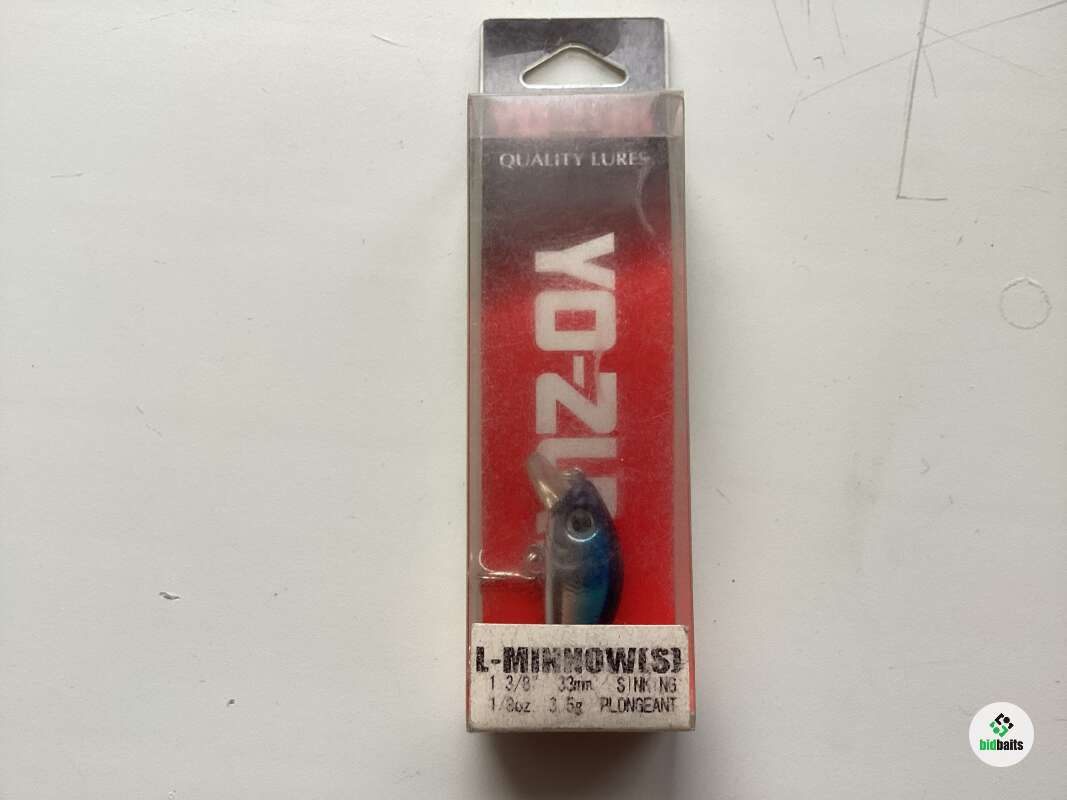 QUALITY LURES
YO-ZU
L-MINNOW(S)
1 3/8" 33mm SINKING
1/8oz 3.5g PLONGEANT
bidbaits